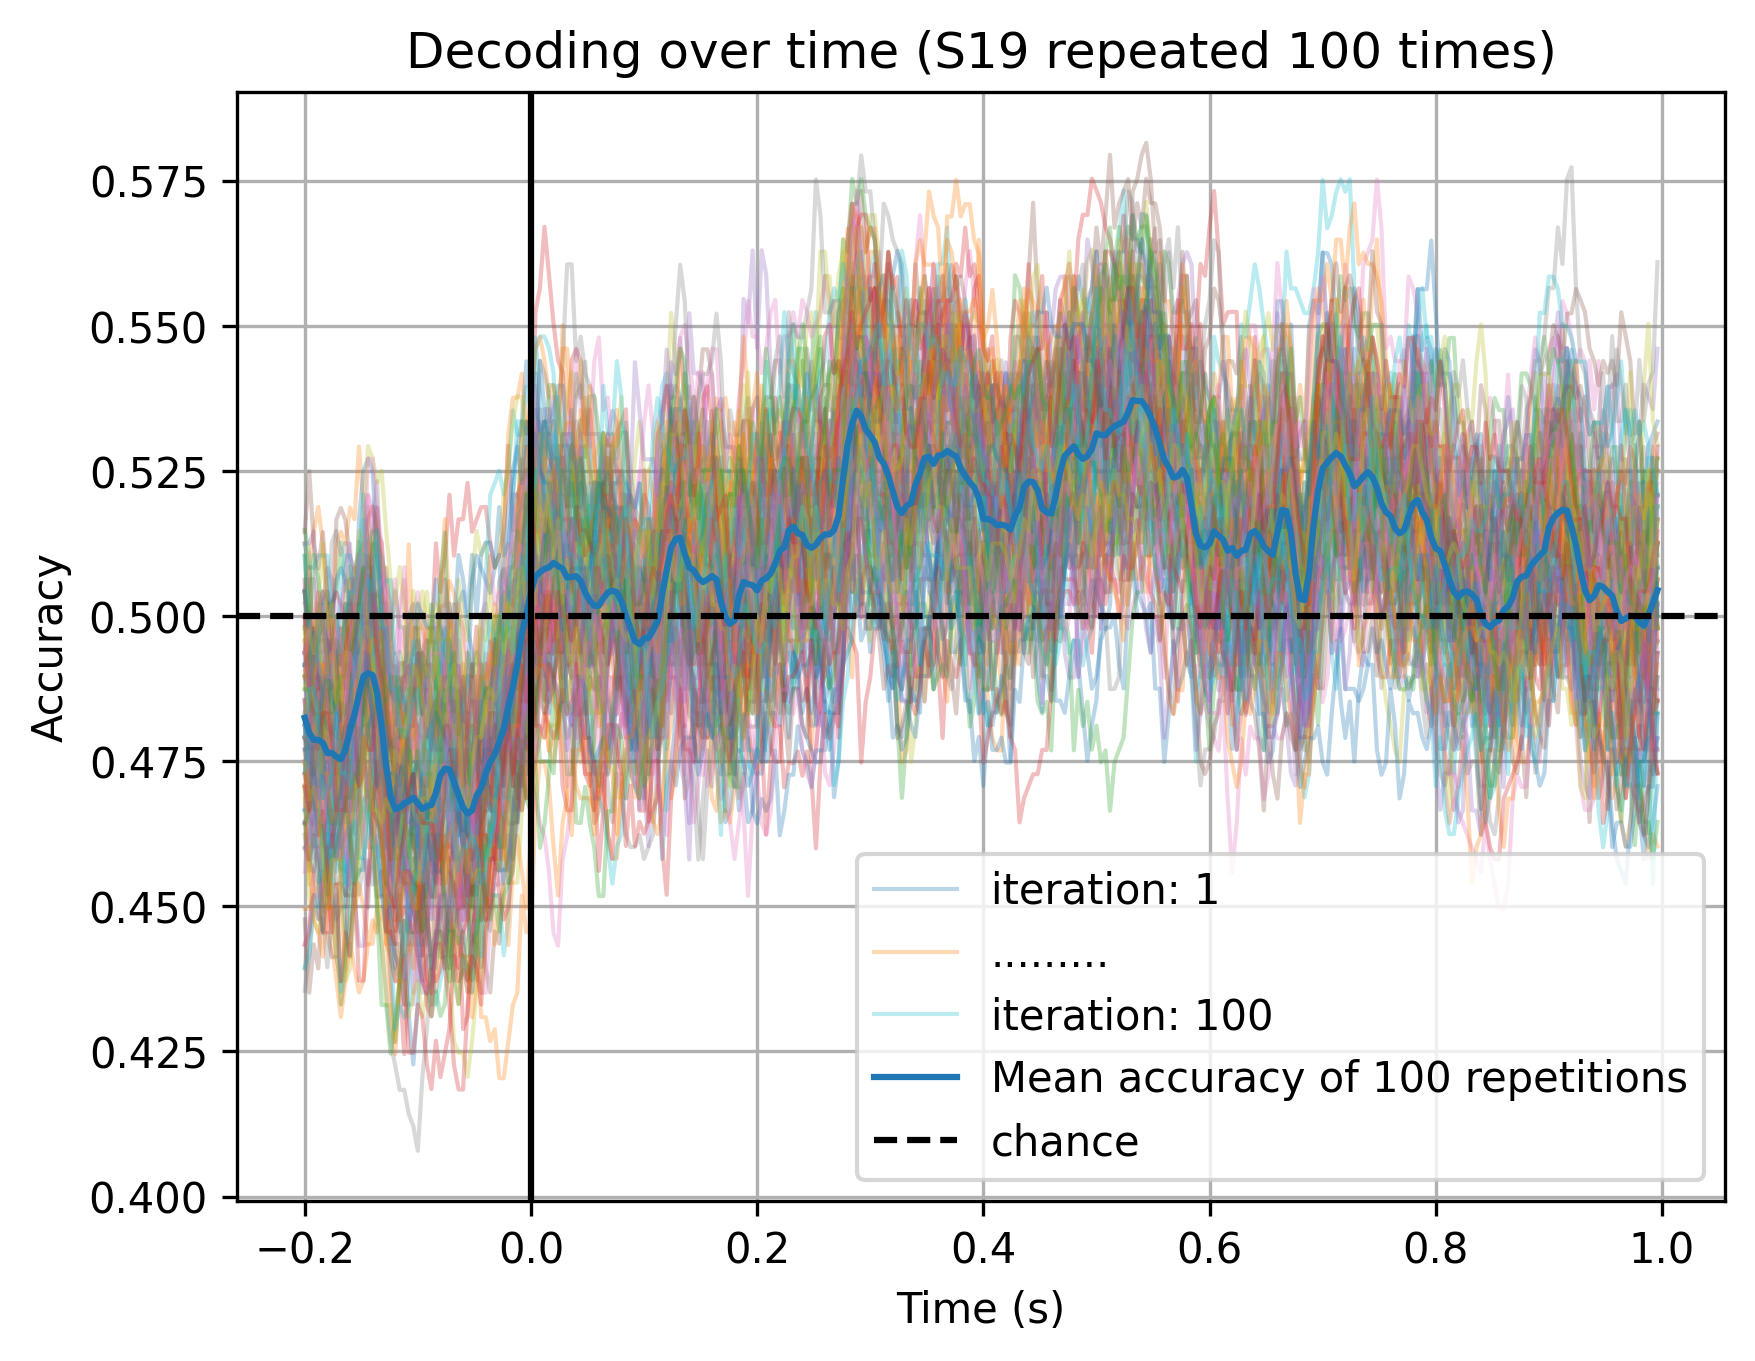 Decoding over time (S19 repeated 100 times)
0.575
0.550
0.525
0.500
0.475
0.450
0.425
0.400
Accuracy
iteration: 1
.........
iteration: 100
Mean accuracy of 100 repetitions
chance
−0.2 0.0 0.2 0.4 0.6 0.8 1.0
Time (s)